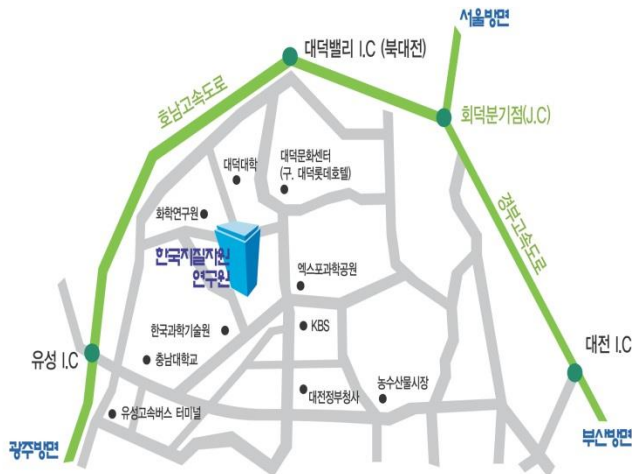 서울방면
대덕밸리 I.C (북대전)
호남고속도로
회덕분기점(J.C)
대덕문화센터
(구. 대덕롯데호텔)
대덕대학
화학연구원
경부고속도로
한국지질자원
연구원
엑스포과학공원
한국과학기술원
KBS
유성 I.C
충남대학교
대전 I.C
대전정부청사
농수산물시장
유성고속버스 터미널
광주방면
부산방면